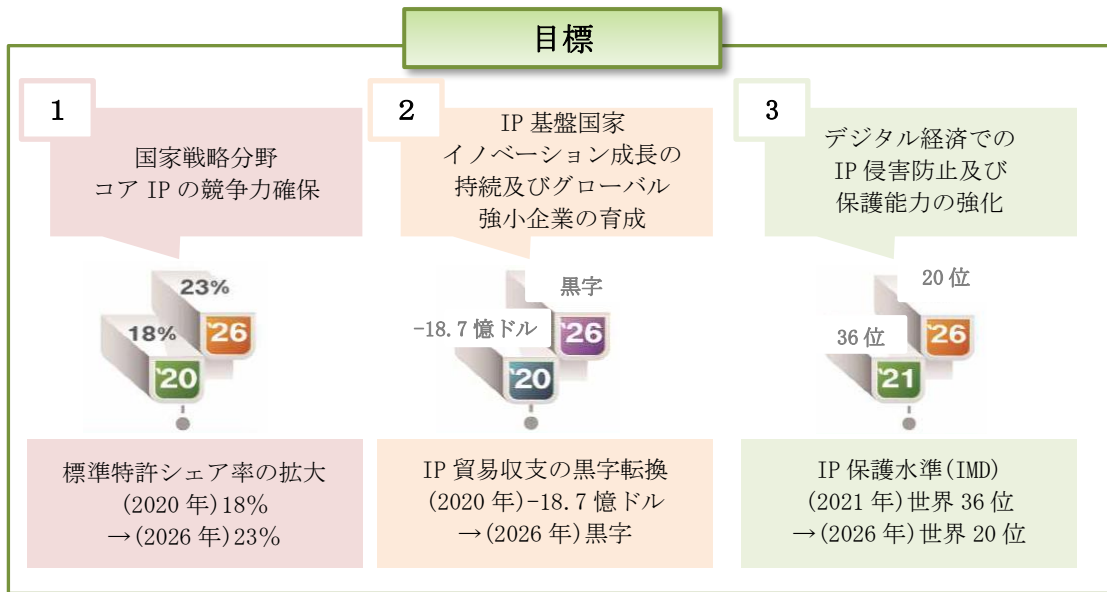 目標
1
国家戦略分野
コア IP の競争力確保
23%
18%
'26
'20
標準特許シェア率の拡大
(2020 年)18%
→(2026 年)23%
2
IP 基盤国家
イノベーション成長の
持続及びグローバル
強小企業の育成
黒字
-18.7 憶ドル
'26
'20
IP 貿易収支の黒字転換
(2020 年)-18.7 憶ドル
→(2026 年)黒字
3
デジタル経済での
IP 侵害防止及び
保護能力の強化
20 位
36 位
'26
'21
IP 保護水準(IMD)
(2021 年)世界 36 位
→(2026 年)世界 20 位